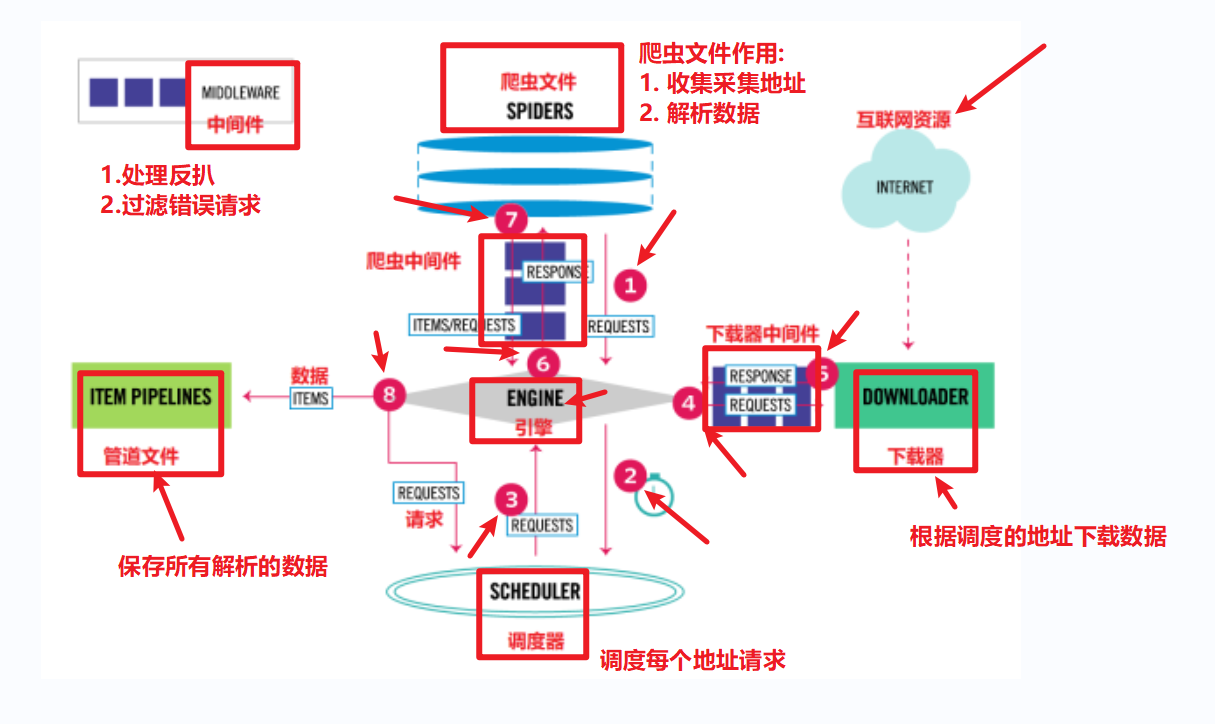 爬虫文件作用:
1. 收集采集地址
2. 解析数据
爬虫文件
SPIDERS
MIDDLEWARE
中间件
1.处理反扒
2.过滤错误请求
互联网资源
INTERNET
7
爬虫中间件
RESPONSE
1
ITEMS/REQUESTS
REQUESTS
下载器中间件
6
5
数据
ITEMS
8
ITEM PIPELINES
管道文件
ENGINE
引擎
4
RESPONSE
REQUESTS
DOWNLOADER
下载器
REQUESTS
请求
3
REQUESTS
2
保存所有解析的数据
根据调度的地址下载数据
SCHEDULER
调度器
调度每个地址请求